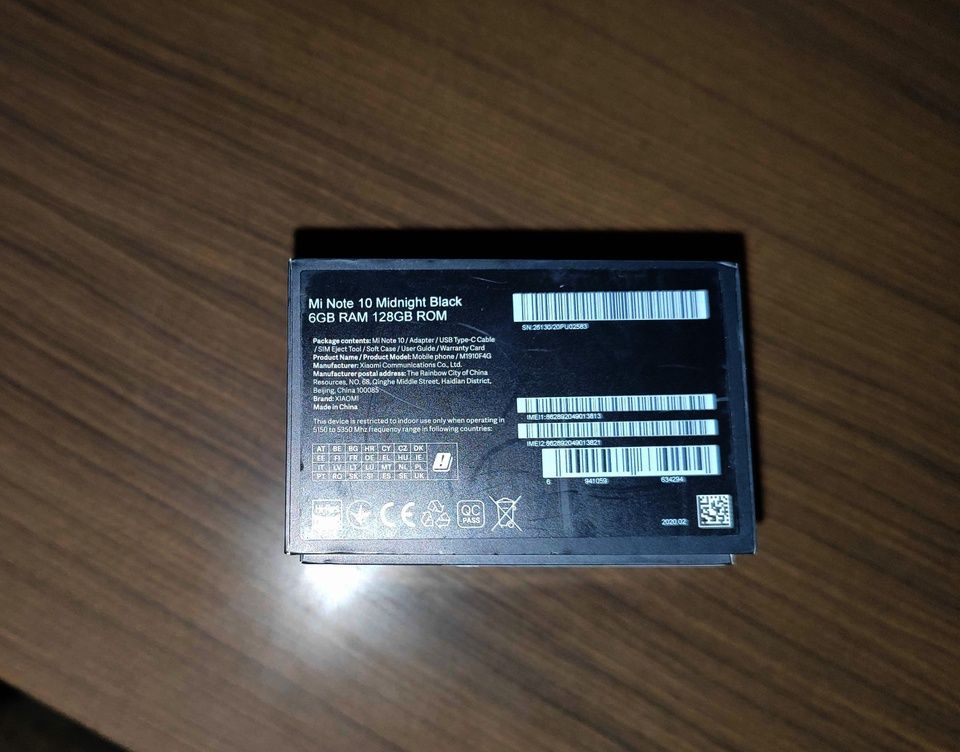 Mi Note 10 Midnight Black
6GB RAM 128GB ROM
Package contents: Mi Note 10 / Adapter / USB Type-C Cable
/ SIM Eject Tool / Soft Case / User Guide / Warranty Card
Product Name / Product Model: Mobile phone / M1910F4G
Manufacturer: Xiaomi Communications Co., Ltd.
Manufacturer postal address: The Rainbow City of China
Resources, NO. 68, Qinghe Middle Street, Haidian District,
Beijing, China 100085
Brand: XIAOMI
Made in China
This device is restricted to indoor use only when operating in
5150 to 5350 Mhz frequency range in following countries:
AT BE BG HR CY CZ DK
EE FI FR DE EL HU IE
IT LV LT LU MT NL PL
PT RO SK SI ES SE UK
CE
QC
PASS
SN:26130/20PU02583
IMEI1:862892049013813
IMEI2:862892049013821
6 941059 634294
2020.02